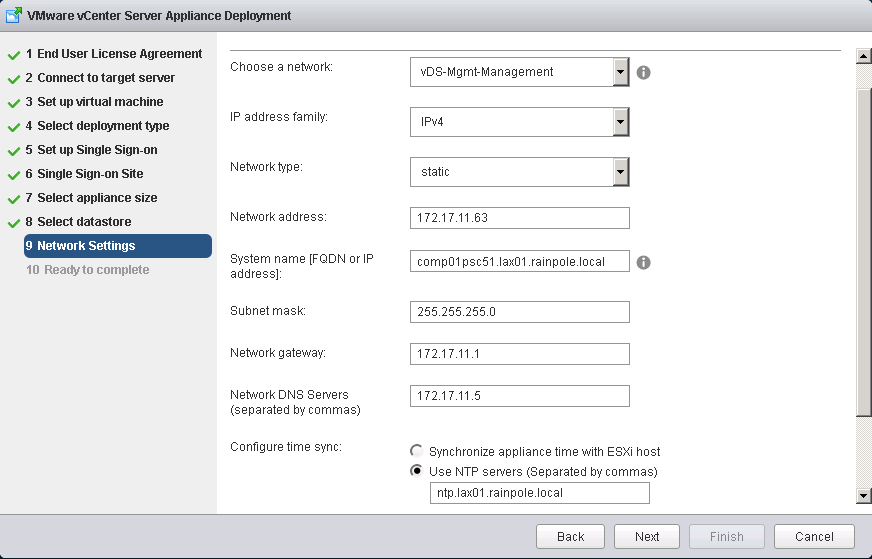 VMware vCenter Server Appliance Deployment
1 End User License Agreement
2 Connect to target server
3 Set up virtual machine
4 Select deployment type
5 Set up Single Sign-on
6 Single Sign-on Site
7 Select appliance size
8 Select datastore
9 Network Settings
10 Ready to complete
Choose a network:
vDS-Mgmt-Management
IP address family:
IPv4
Network type:
static
Network address:
172.17.11.63
System name [FQDN or IP
address]:
comp01psc51.lax01.rainpole.local
Subnet mask:
255.255.255.0
Network gateway:
172.17.11.1
Network DNS Servers
(separated by commas)
172.17.11.5
Configure time sync:
Synchronize appliance time with ESXi host
Use NTP servers (Separated by commas)
ntp.lax01.rainpole.local
Back
Next
Finish
Cancel